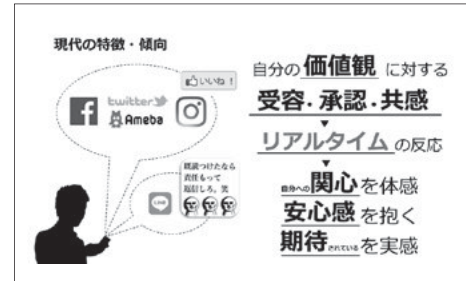 現代の特徴・傾向
いいね！
twitter
Ameba
既読つけたなら
責任もって
返信しろ。笑
LINE
自分の価値観に対する
受容・承認・共感
リアルタイムの反応
自分への関心を体感
安心感を抱く
期待されているを実感